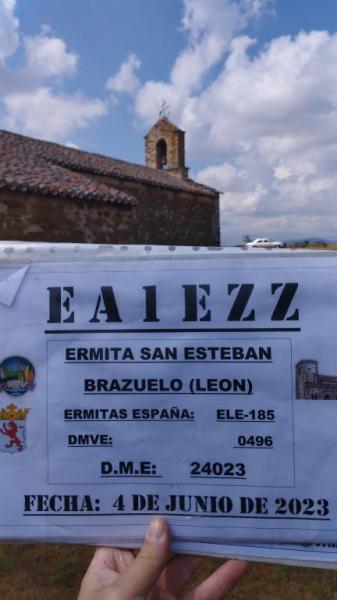 EA1EZZ
ERMITA SAN ESTEBAN
BRAZUELO (LEON)
ERMITAS ESPAÑA: ELE-185
DMVE: 0496
D.M.E: 24023
FECHA: 4 DE JUNIO DE 2023